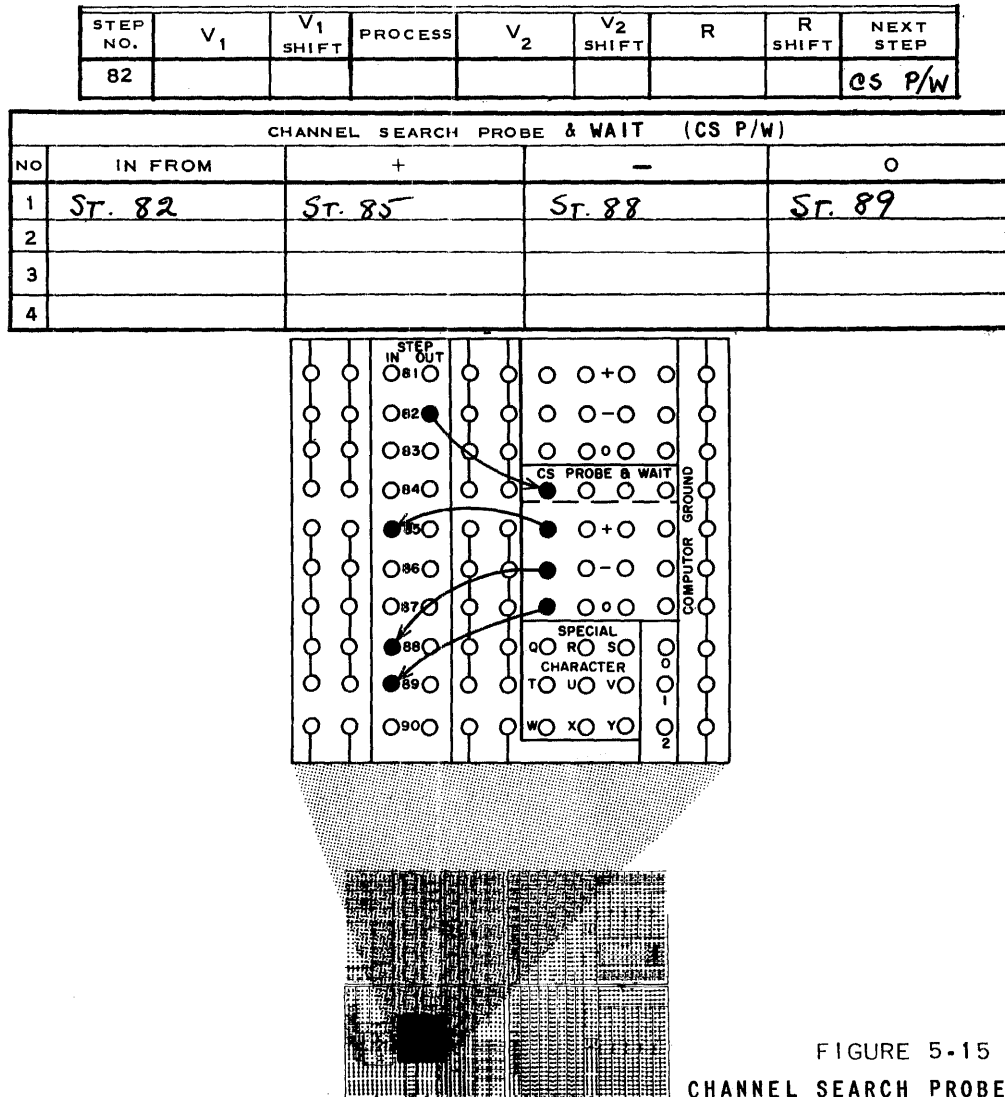 STEP NO. V1 V1 SHIFT PROCESS V2 V2 SHIFT R R SHIFT NEXT STEP
82 CS P/W
CHANNEL SEARCH PROBE & WAIT (CS P/W)
NO IN FROM + − O
1 ST. 82 ST. 85 ST. 88 ST. 89
2
3
4
STEP
IN OUT
81 +
82 −
83 O
CS PROBE & WAIT
84
85 +
86 −
87 O
COMPUTOR GROUND
SPECIAL
88 Q R S O
CHARACTER
89 T U V 1
90 W X Y 2
FIGURE 5-15
CHANNEL SEARCH PROBE